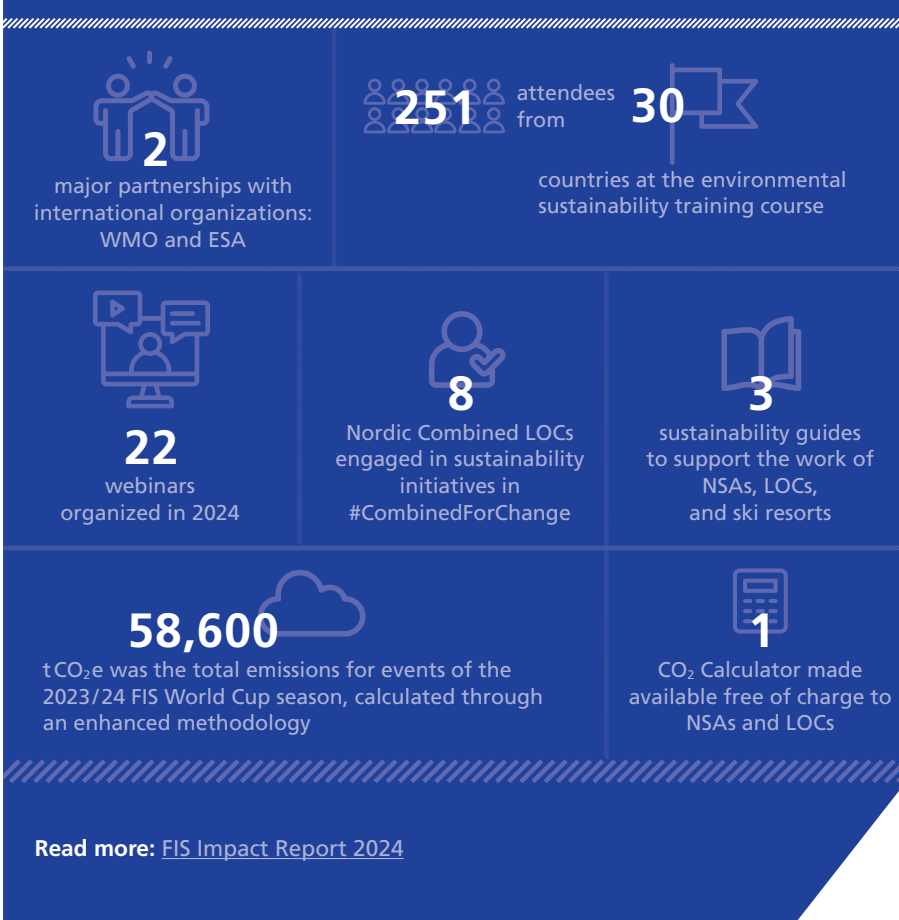 2
major partnerships with
international organizations:
WMO and ESA
251 attendees from 30
countries at the environmental
sustainability training course
22
webinars
organized in 2024
8
Nordic Combined LOCs
engaged in sustainability
initiatives in
#CombinedForChange
3
sustainability guides
to support the work of
NSAs, LOCs,
and ski resorts
58,600
tCO₂e was the total emissions for events of the
2023/24 FIS World Cup season, calculated through
an enhanced methodology
1
CO₂ Calculator made
available free of charge to
NSAs and LOCs
Read more: FIS Impact Report 2024